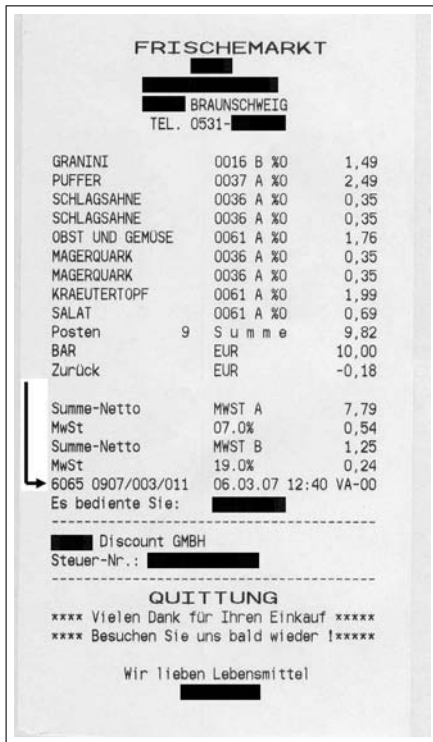 FRISCHEMARKT
BRAUNSCHWEIG
TEL. 0531-
GRANINI 0016 B %0 1,49
PUFFER 0037 A %0 2,49
SCHLAGSAHNE 0036 A %0 0,35
SCHLAGSAHNE 0036 A %0 0,35
OBST UND GEMÜSE 0061 A %0 1,76
MAGERQUARK 0036 A %0 0,35
MAGERQUARK 0036 A %0 0,35
KRAEUTERTOPF 0061 A %0 1,99
SALAT 0061 A %0 0,69
Posten 9 S u m m e 9,82
BAR EUR 10,00
Zurück EUR -0,18
Summe-Netto MWST A 7,79
MwSt 07.0% 0,54
Summe-Netto MWST B 1,25
MwSt 19.0% 0,24
6065 0907/003/011 06.03.07 12:40 VA-00
Es bediente Sie:
Discount GMBH
Steuer-Nr.:
QUITTUNG
**** Vielen Dank für Ihren Einkauf *****
**** Besuchen Sie uns bald wieder !*****
Wir lieben Lebensmittel